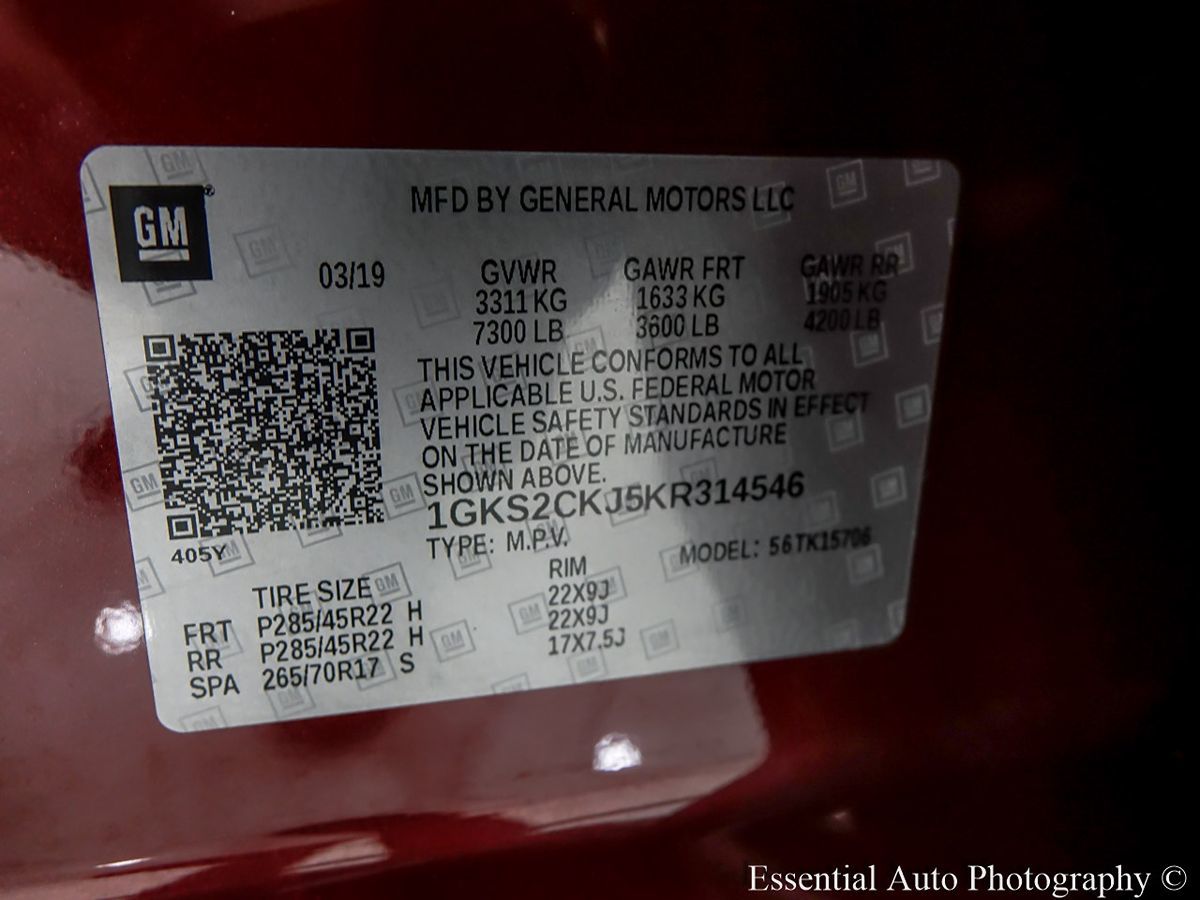 GM
MFD BY GENERAL MOTORS LLC
03/19 GVWR GAWR FRT GAWR RR
3311 KG 1633 KG 1905 KG
7300 LB 3600 LB 4200 LB
THIS VEHICLE CONFORMS TO ALL
APPLICABLE U.S. FEDERAL MOTOR
VEHICLE SAFETY STANDARDS IN EFFECT
ON THE DATE OF MANUFACTURE
SHOWN ABOVE.
1GKS2CKJ5KR314546
405Y
TYPE: M.P.V. MODEL: 56TK15706
TIRE SIZE RIM
FRT P285/45R22 H 22X9J
RR P285/45R22 H 22X9J
SPA 265/70R17 S 17X7.5J
Essential Auto Photography ©